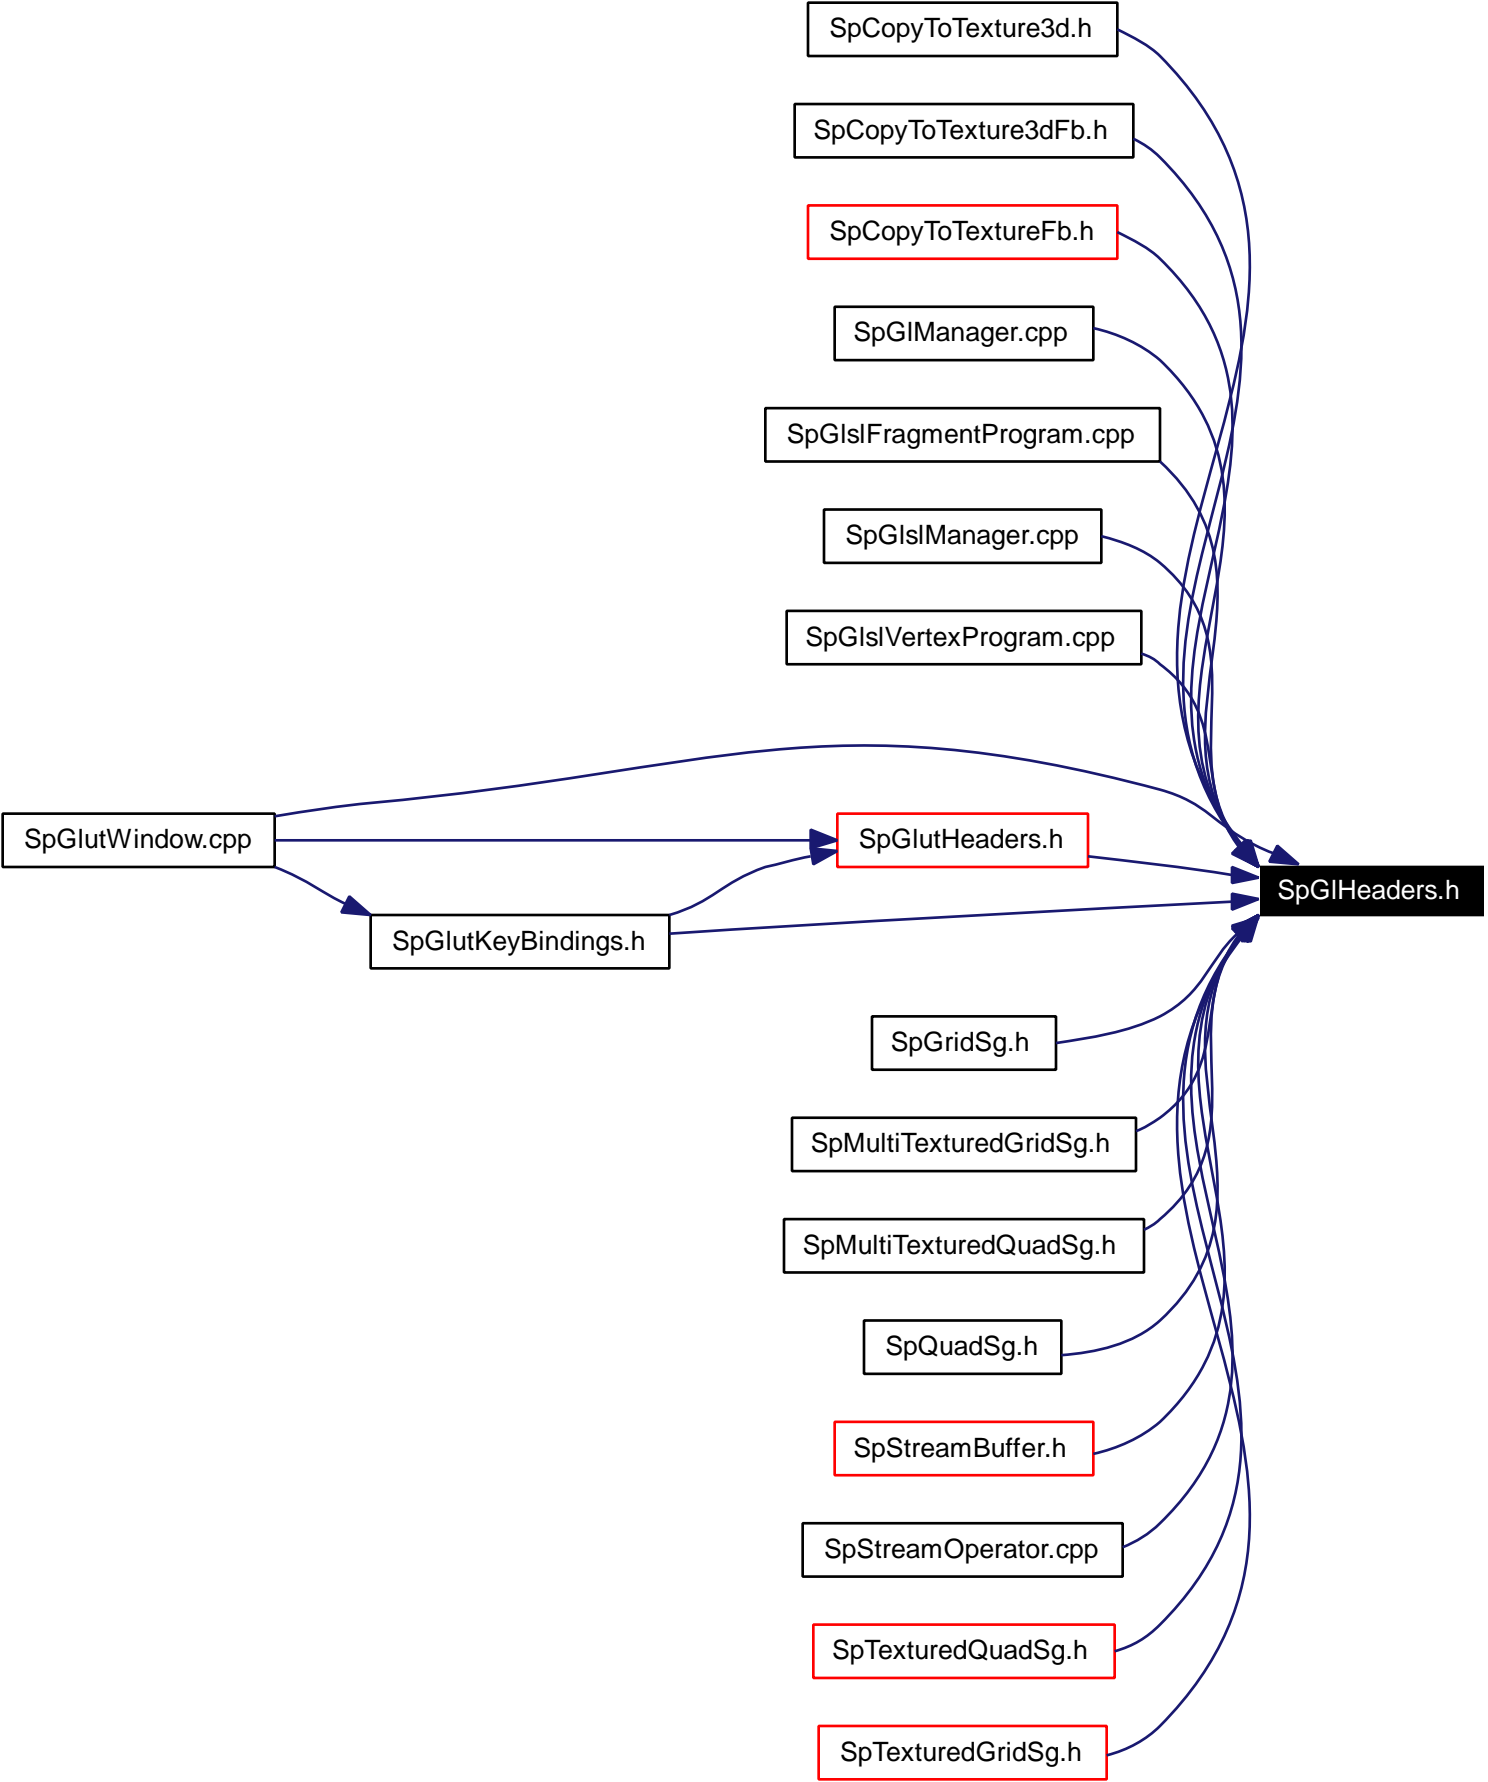 SpCopyToTexture3d.h
SpCopyToTexture3dFb.h
SpCopyToTextureFb.h
SpGlManager.cpp
SpGlslFragmentProgram.cpp
SpGlslManager.cpp
SpGlslVertexProgram.cpp
SpGlutWindow.cpp
SpGlutHeaders.h
SpGlHeaders.h
SpGlutKeyBindings.h
SpGridSg.h
SpMultiTexturedGridSg.h
SpMultiTexturedQuadSg.h
SpQuadSg.h
SpStreamBuffer.h
SpStreamOperator.cpp
SpTexturedQuadSg.h
SpTexturedGridSg.h